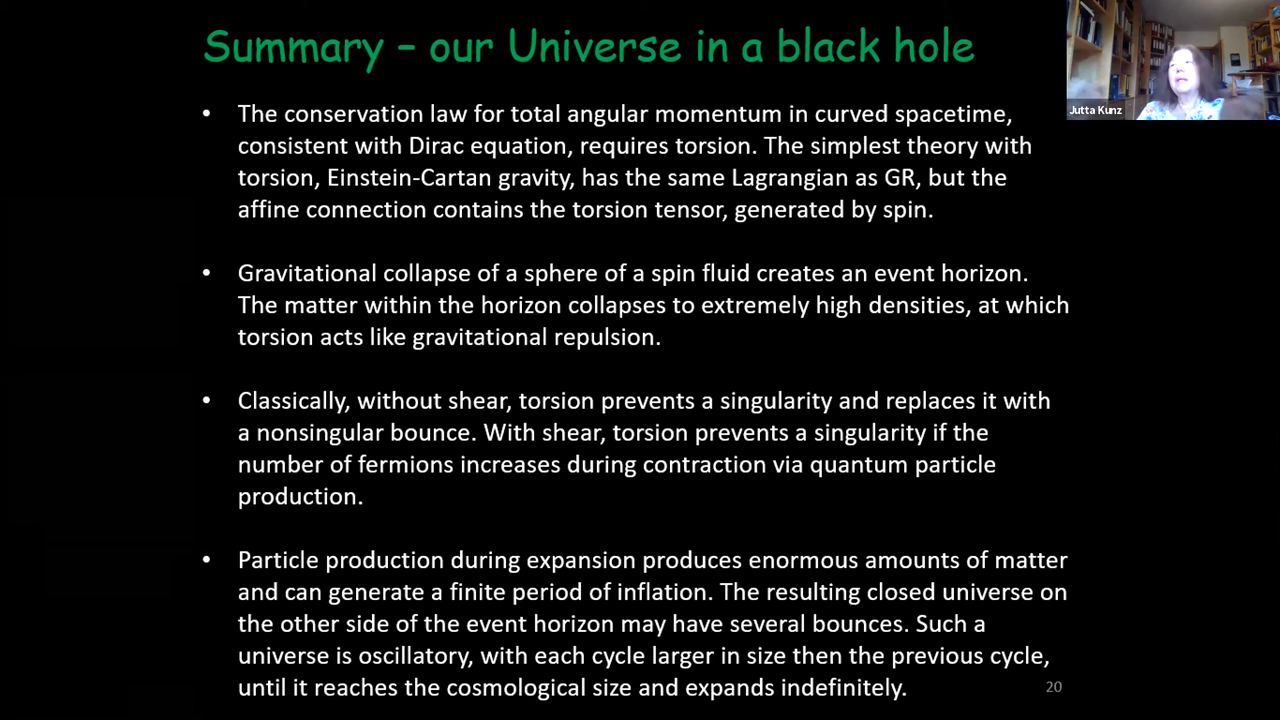 Summary – our Universe in a black hole
Jutta Kunz
• The conservation law for total angular momentum in curved spacetime,
consistent with Dirac equation, requires torsion. The simplest theory with
torsion, Einstein-Cartan gravity, has the same Lagrangian as GR, but the
affine connection contains the torsion tensor, generated by spin.
• Gravitational collapse of a sphere of a spin fluid creates an event horizon.
The matter within the horizon collapses to extremely high densities, at which
torsion acts like gravitational repulsion.
• Classically, without shear, torsion prevents a singularity and replaces it with
a nonsingular bounce. With shear, torsion prevents a singularity if the
number of fermions increases during contraction via quantum particle
production.
• Particle production during expansion produces enormous amounts of matter
and can generate a finite period of inflation. The resulting closed universe on
the other side of the event horizon may have several bounces. Such a
universe is oscillatory, with each cycle larger in size then the previous cycle,
until it reaches the cosmological size and expands indefinitely.
20